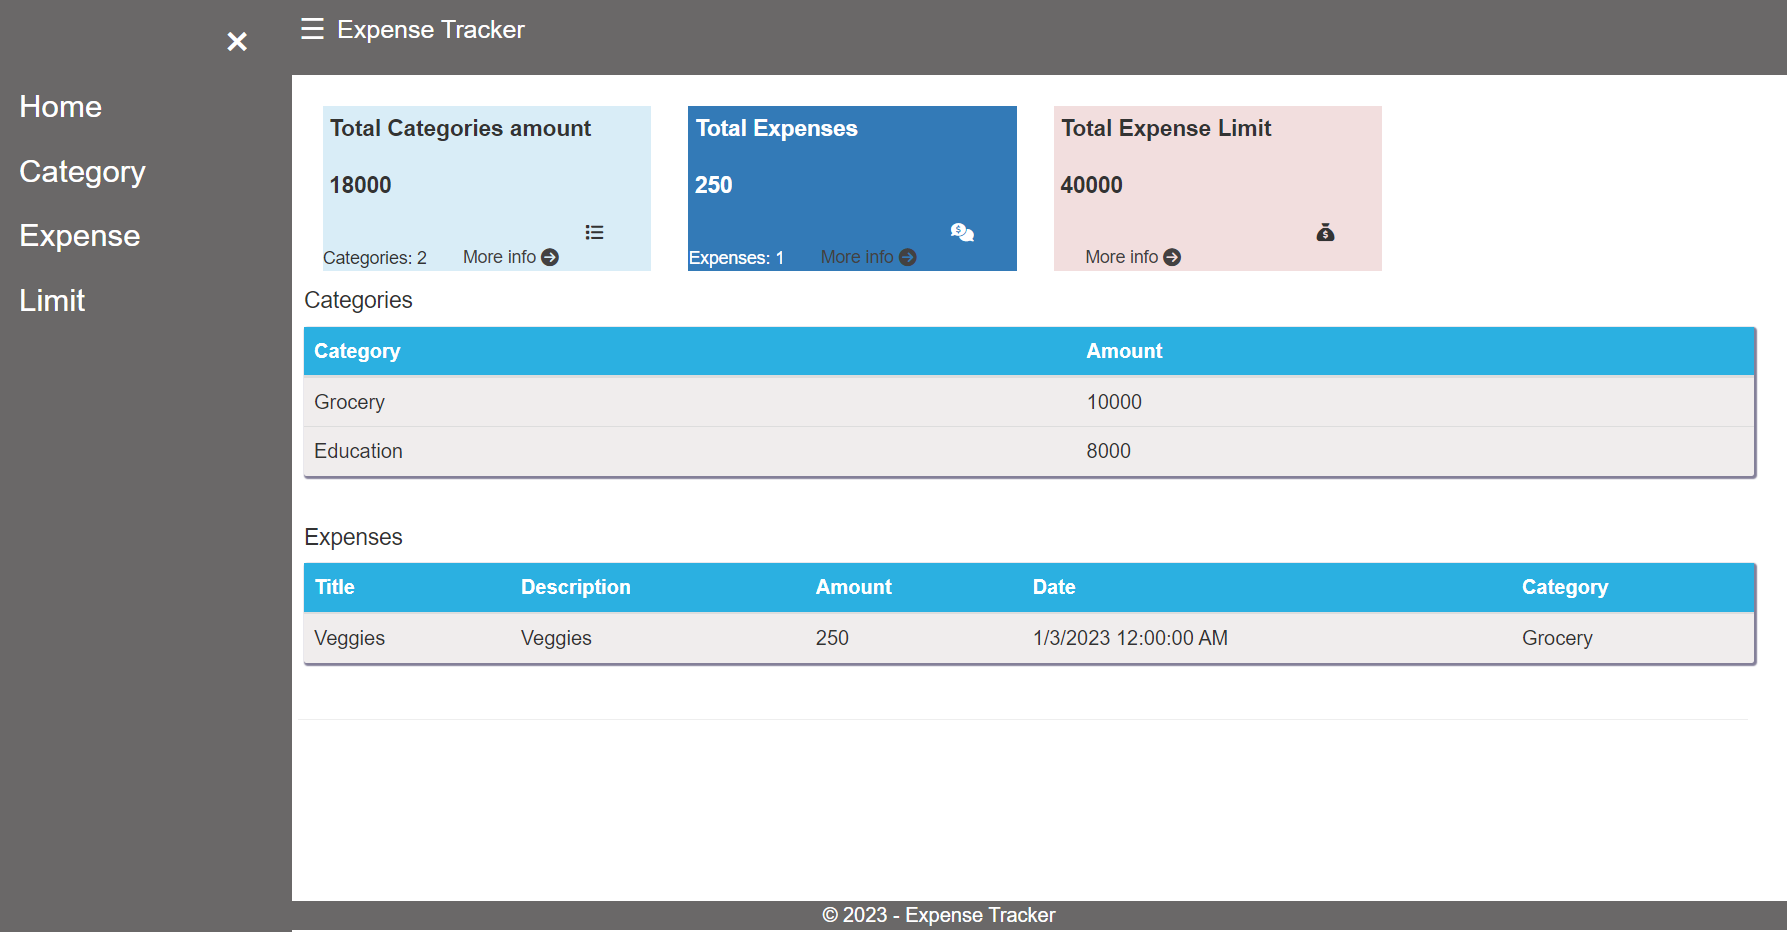 Expense Tracker
Home
Category
Expense
Limit
Total Categories amount
18000
Categories: 2 More info
Total Expenses
250
Expenses: 1 More info
Total Expense Limit
40000
More info
Categories
Category Amount
Grocery 10000
Education 8000
Expenses
Title Description Amount Date Category
Veggies Veggies 250 1/3/2023 12:00:00 AM Grocery
© 2023 - Expense Tracker